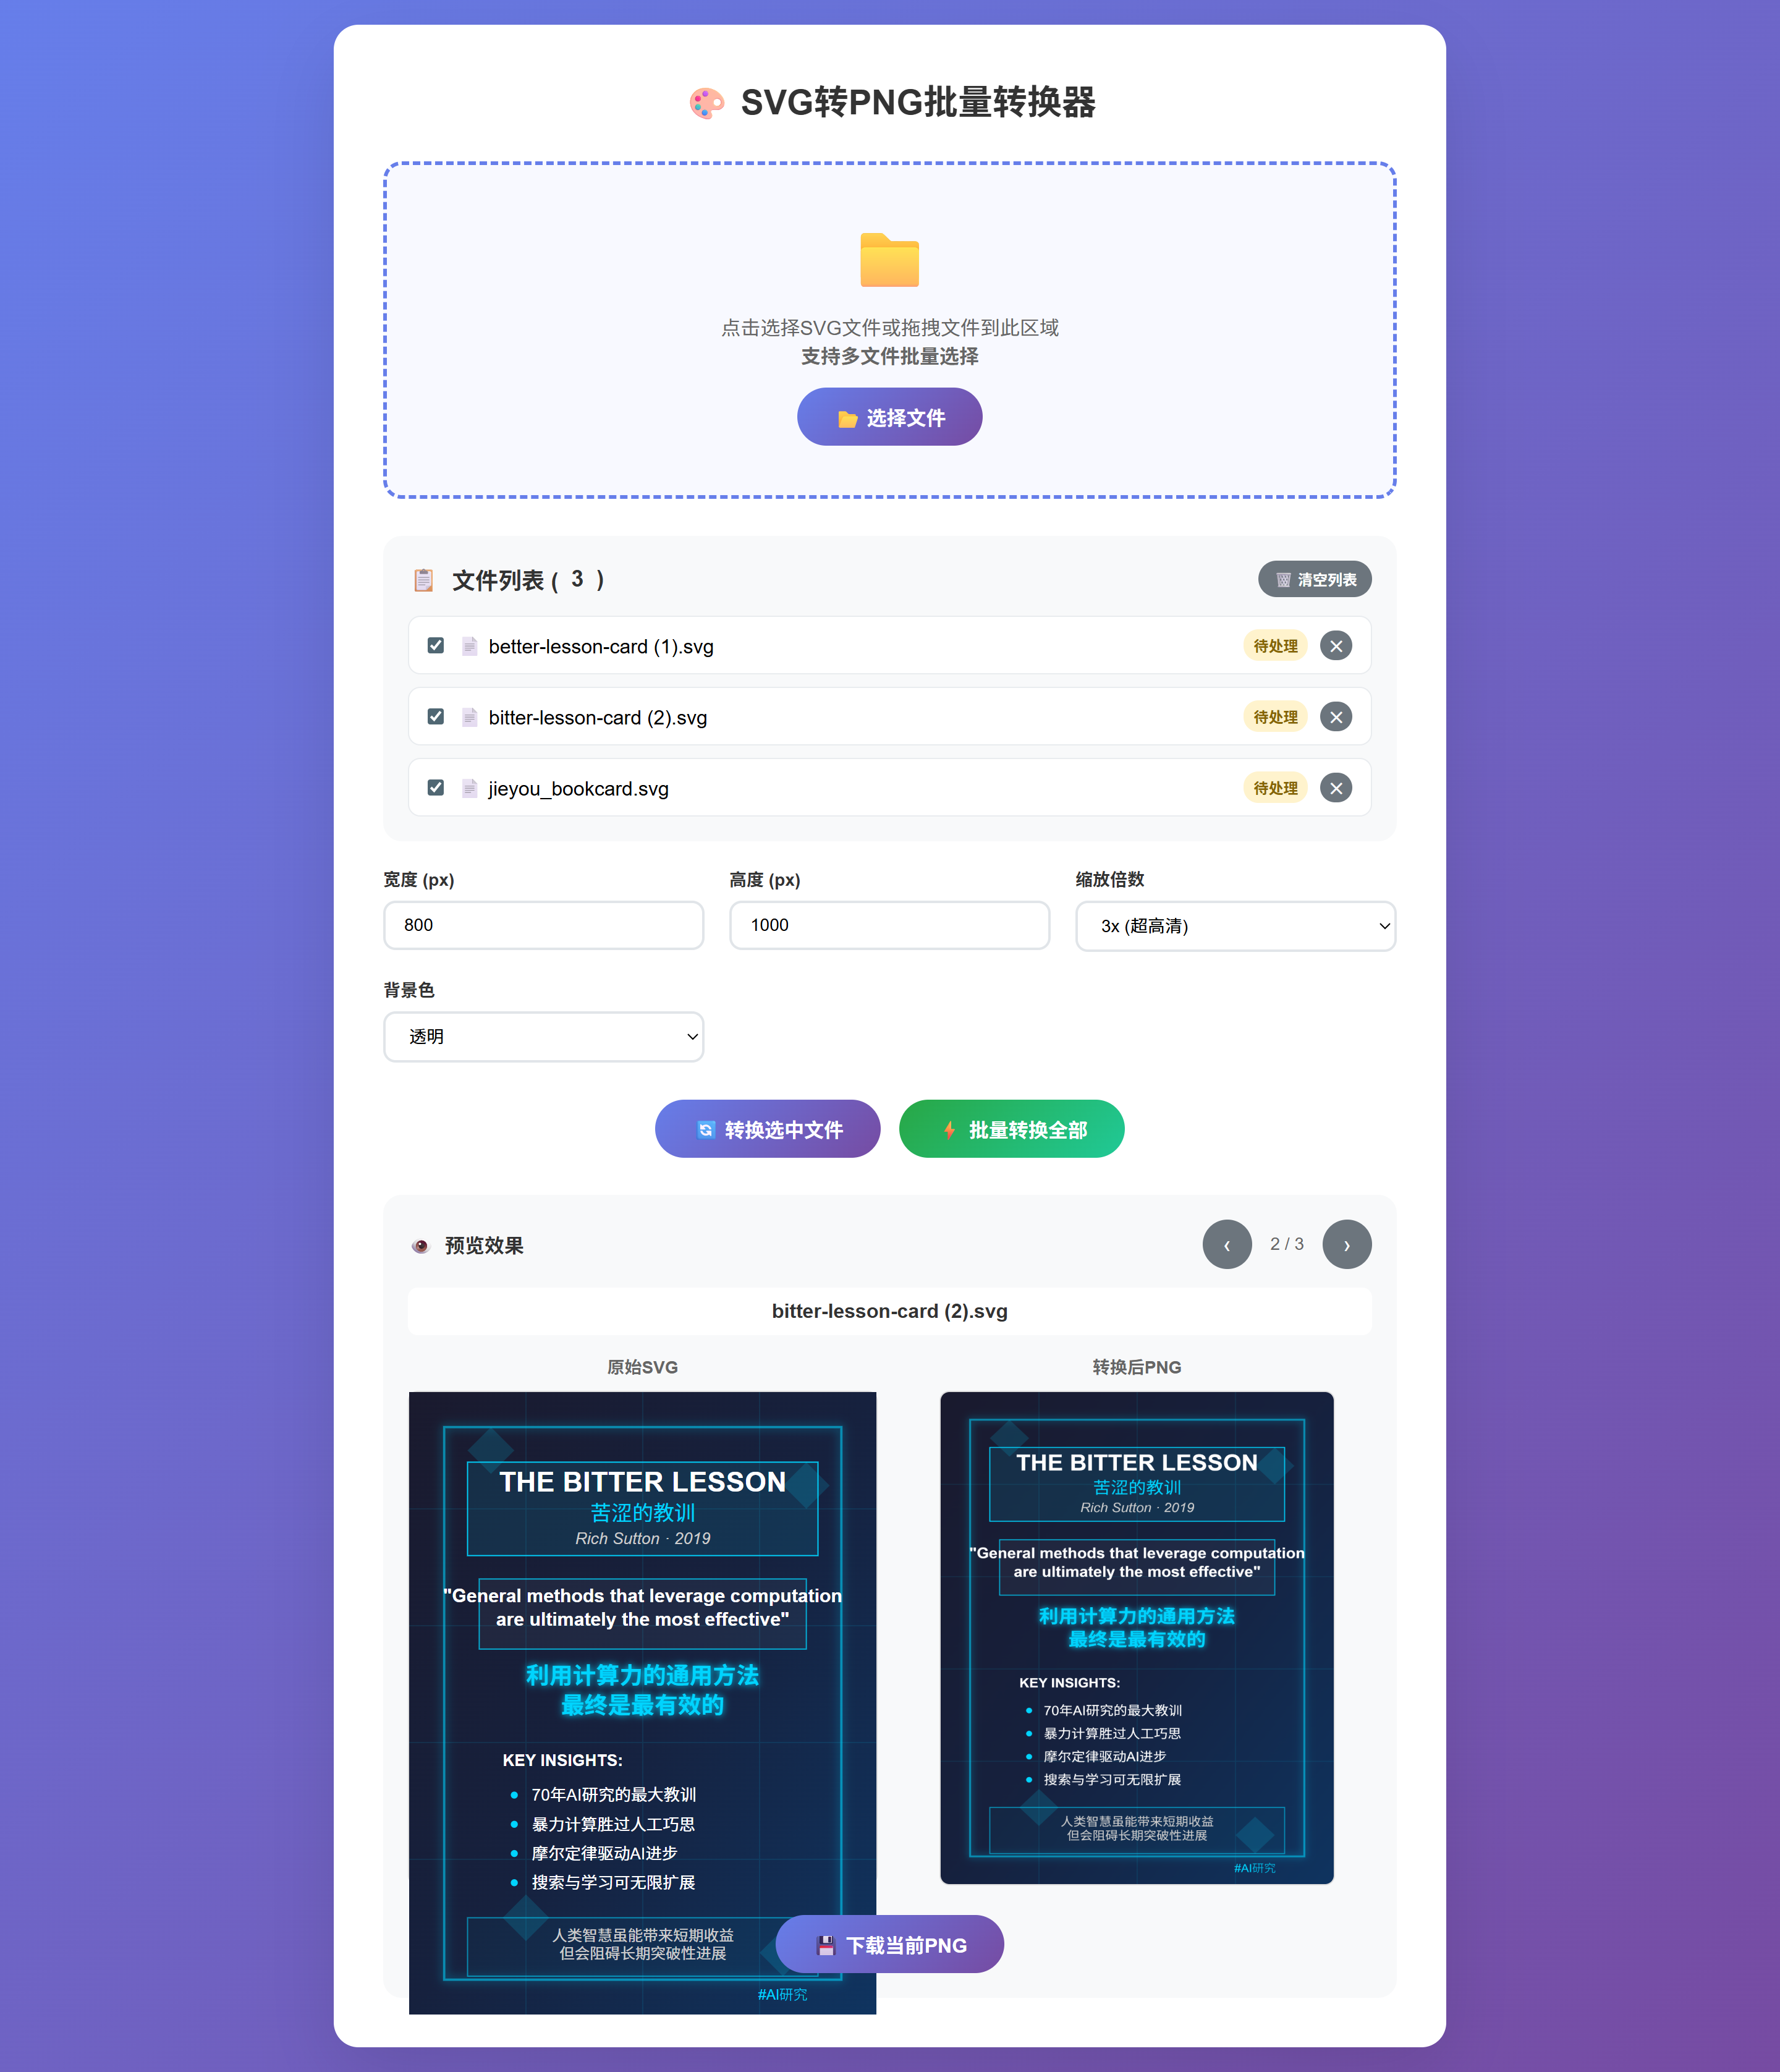 SVG转PNG批量转换器
点击选择SVG文件或拖拽文件到此区域
支持多文件批量选择
选择文件
文件列表 ( 3 )
清空列表
better-lesson-card (1).svg
待处理
bitter-lesson-card (2).svg
待处理
jieyou_bookcard.svg
待处理
宽度 (px)
高度 (px)
缩放倍数
800
1000
3x (超高清)
背景色
透明
转换选中文件
批量转换全部
预览效果
2 / 3
bitter-lesson-card (2).svg
原始SVG
THE BITTER LESSON
苦涩的教训
Rich Sutton · 2019
"General methods that leverage computation
are ultimately the most effective"
利用计算力的通用方法
最终是最有效的
KEY INSIGHTS:
70年AI研究的最大教训
暴力计算胜过人工巧思
摩尔定律驱动AI进步
搜索与学习可无限扩展
人类智慧虽能带来短期收益
但会阻碍长期突破性进展
#AI研究
转换后PNG
THE BITTER LESSON
苦涩的教训
Rich Sutton · 2019
"General methods that leverage computation
are ultimately the most effective"
利用计算力的通用方法
最终是最有效的
KEY INSIGHTS:
70年AI研究的最大教训
暴力计算胜过人工巧思
摩尔定律驱动AI进步
搜索与学习可无限扩展
人类智慧虽能带来短期收益
但会阻碍长期突破性进展
#AI研究
下载当前PNG